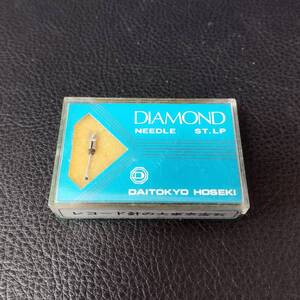 DIAMOND
NEEDLE ST. LP
DAITOKYO HOSEKI